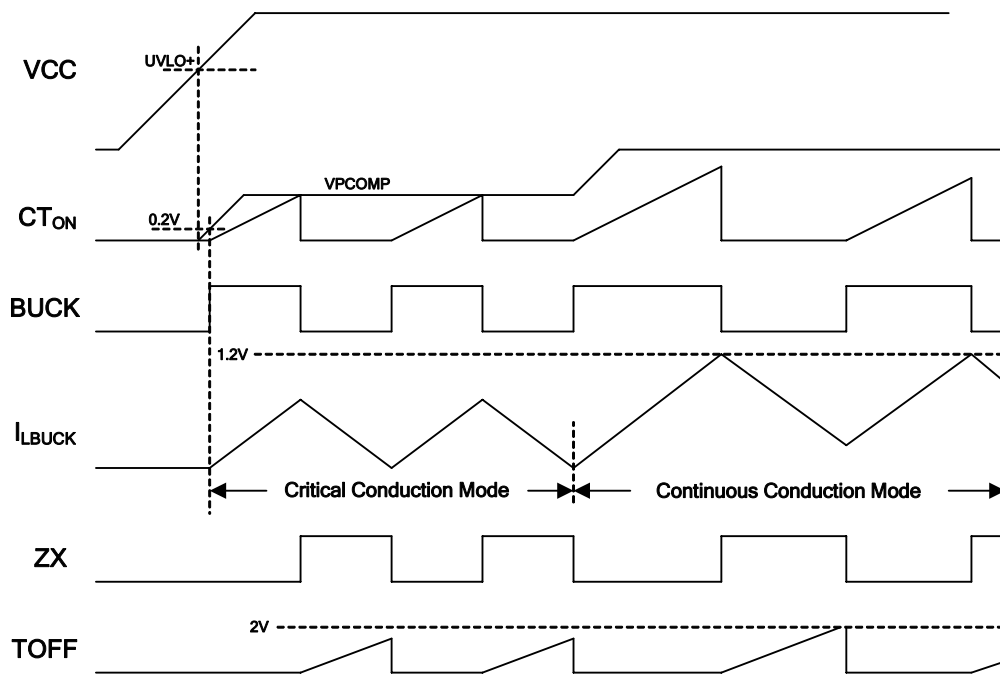 VCC
UVLO+
VPCOMP
CTON
0.2V
BUCK
1.2V
ILBUCK
Critical Conduction Mode
Continuous Conduction Mode
ZX
2V
TOFF